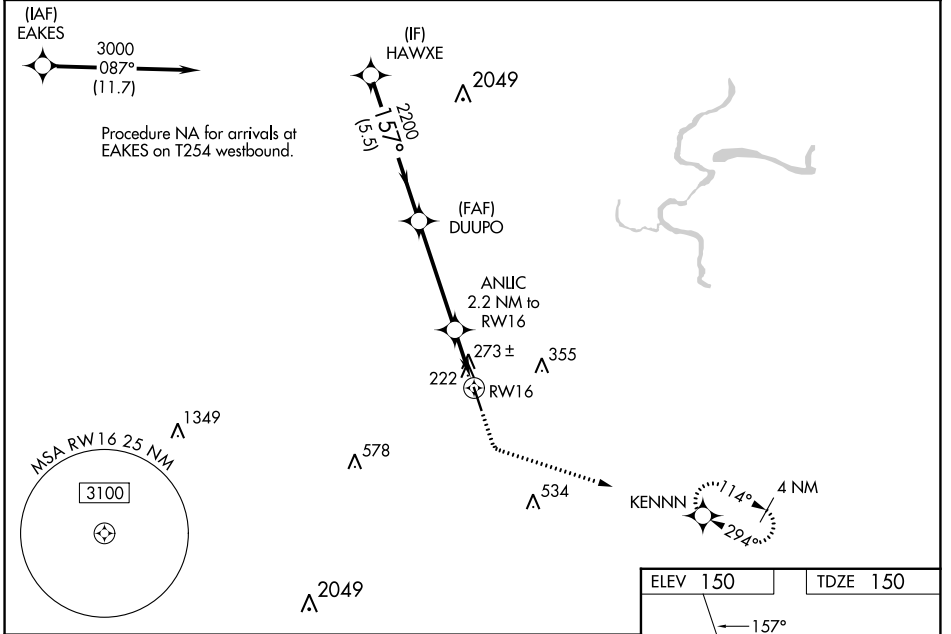 (IAF)
EAKES
3000
087°
(11.7)
Procedure NA for arrivals at
EAKES on T254 westbound.
(IF)
HAWXE
2049
2200
157°
(5.5)
(FAF)
DUUPO
ANLIC
2.2 NM to
RW16
273 ±
355
222
RW16
1349
MSA RW16 25 NM
3100
578
534
KENNN
114°
4 NM
294°
2049
ELEV 150
TDZE 150
157°